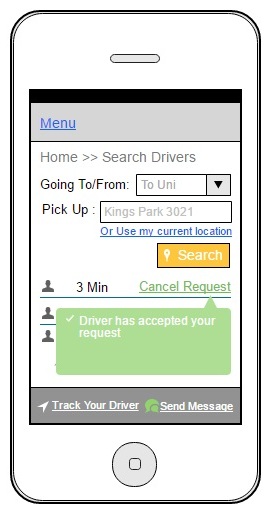 Menu
Home >> Search Drivers
Going To/From: To Uni
Pick Up : Kings Park 3021
Or Use my current location
Search
3 Min Cancel Request
Driver has accepted your
request
Track Your Driver Send Message